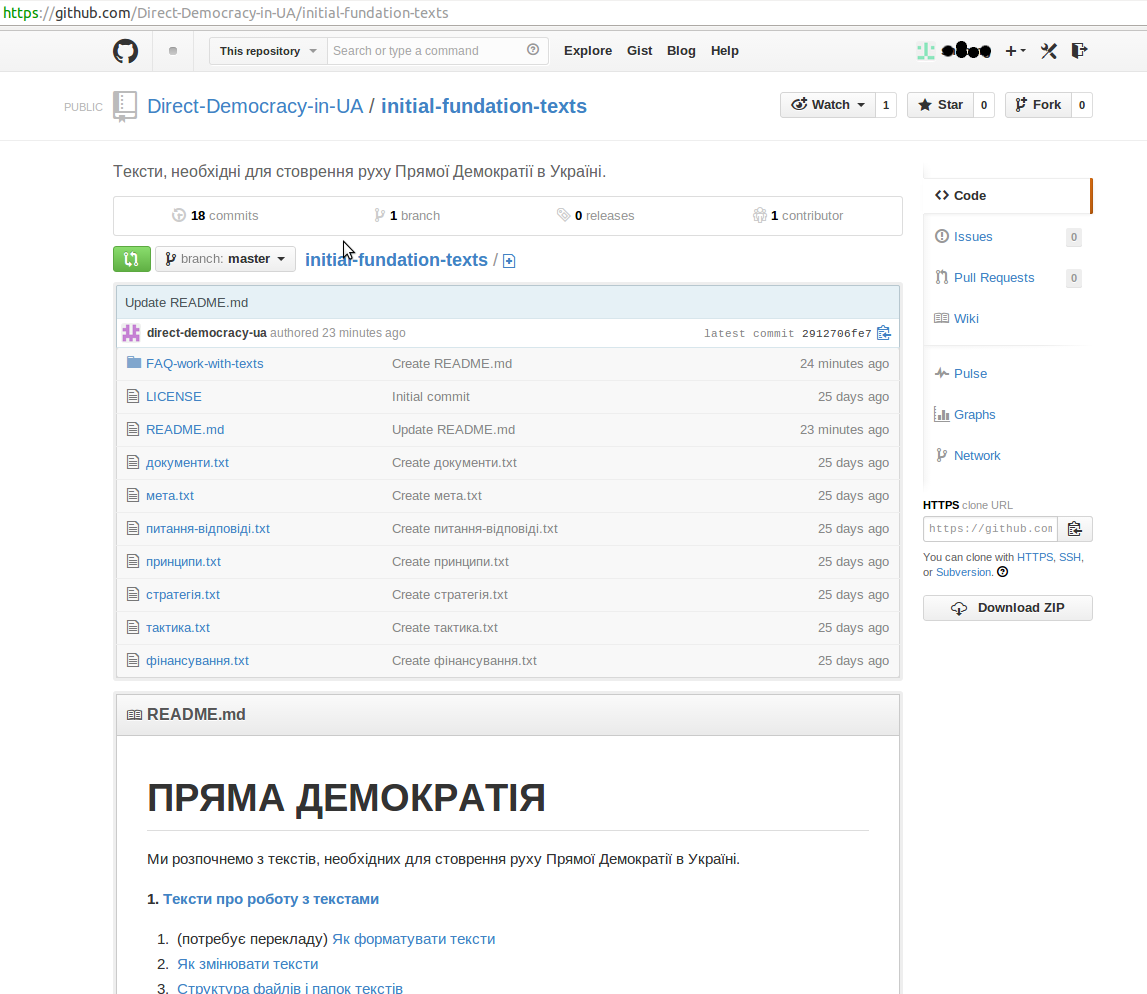 https://github.com/Direct-Democracy-in-UA/initial-fundation-texts
This repository Search or type a command Explore Gist Blog Help
PUBLIC Direct-Democracy-in-UA / initial-fundation-texts Watch 1 Star 0 Fork 0
Тексти, необхідні для стоврення руху Прямої Демократії в Україні.
18 commits 1 branch 0 releases 1 contributor
branch: master initial-fundation-texts /
Update README.md
direct-democracy-ua authored 23 minutes ago latest commit 2912706fe7
FAQ-work-with-texts Create README.md 24 minutes ago
LICENSE Initial commit 25 days ago
README.md Update README.md 23 minutes ago
документи.txt Create документи.txt 25 days ago
мета.txt Create мета.txt 25 days ago
питання-відповіді.txt Create питання-відповіді.txt 25 days ago
принципи.txt Create принципи.txt 25 days ago
стратегія.txt Create стратегія.txt 25 days ago
тактика.txt Create тактика.txt 25 days ago
фінансування.txt Create фінансування.txt 25 days ago
README.md
ПРЯМА ДЕМОКРАТІЯ
Ми розпочнемо з текстів, необхідних для стоврення руху Прямої Демократії в Україні.
1. Тексти про роботу з текстами
1. (потребує перекладу) Як форматувати тексти
2. Як змінювати тексти
3. Структура файлів і папок текстів
Code
Issues 0
Pull Requests 0
Wiki
Pulse
Graphs
Network
HTTPS clone URL
https://github.com
You can clone with HTTPS, SSH,
or Subversion.
Download ZIP